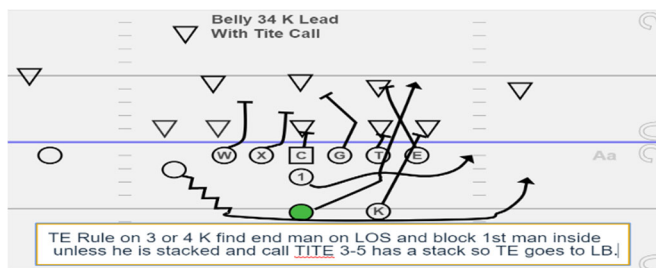 Belly 34 K Lead
With Tite Call
W X C G T E
Aa
1
K
TE Rule on 3 or 4 K find end man on LOS and block 1st man inside
unless he is stacked and call TITE 3-5 has a stack so TE goes to LB.